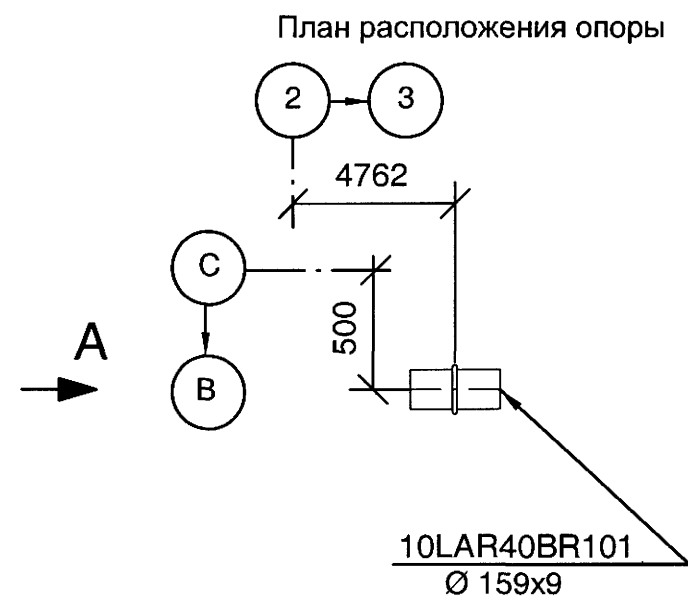 План расположения опоры
2 3
4762
C
500
A
B
10LAR40BR101
Ø 159x9